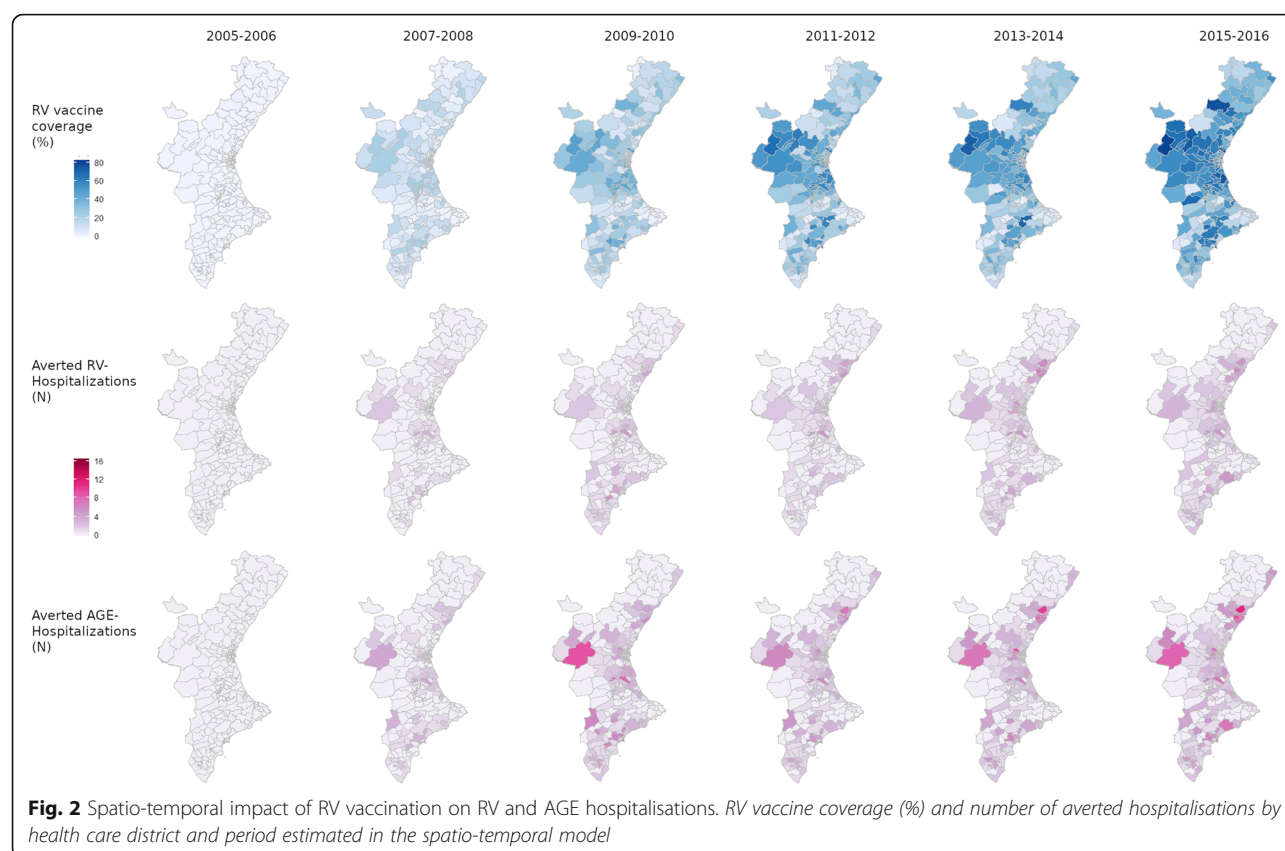 2005-2006 2007-2008 2009-2010 2011-2012 2013-2014 2015-2016
RV vaccine
coverage
(%)
80
60
40
20
0
Averted RV-
Hospitalizations
(N)
16
12
8
4
0
Averted AGE-
Hospitalizations
(N)
Fig. 2 Spatio-temporal impact of RV vaccination on RV and AGE hospitalisations. RV vaccine coverage (%) and number of averted hospitalisations by
health care district and period estimated in the spatio-temporal model